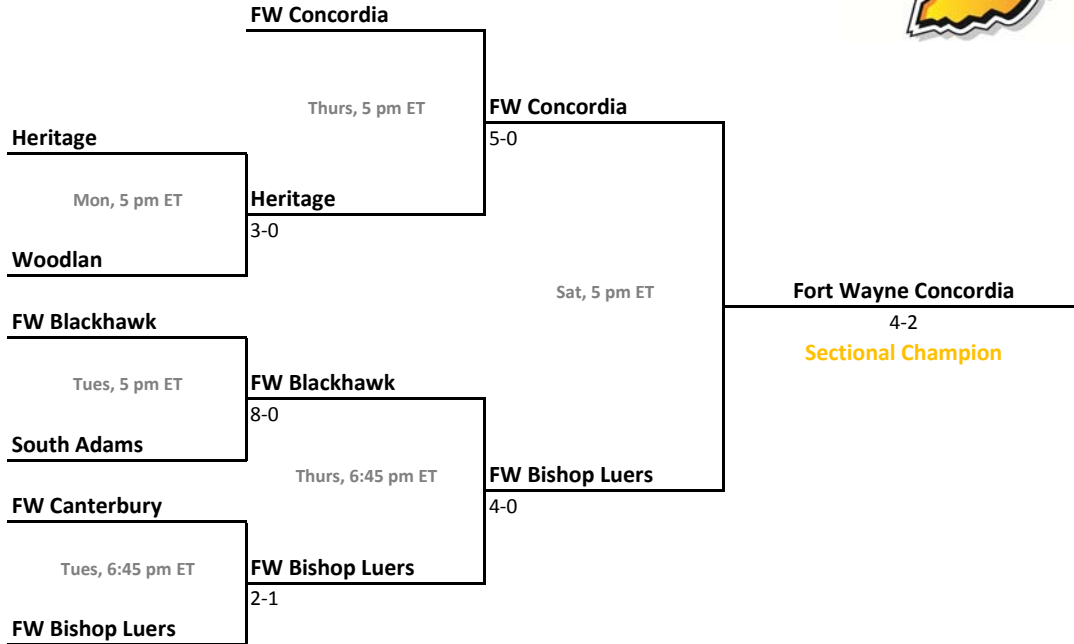 FW Concordia
Thurs, 5 pm ET
FW Concordia
5-0
Heritage
Mon, 5 pm ET
Heritage
3-0
Woodlan
Sat, 5 pm ET
Fort Wayne Concordia
4-2
Sectional Champion
FW Blackhawk
Tues, 5 pm ET
FW Blackhawk
8-0
South Adams
Thurs, 6:45 pm ET
FW Bishop Luers
4-0
FW Canterbury
Tues, 6:45 pm ET
FW Bishop Luers
2-1
FW Bishop Luers